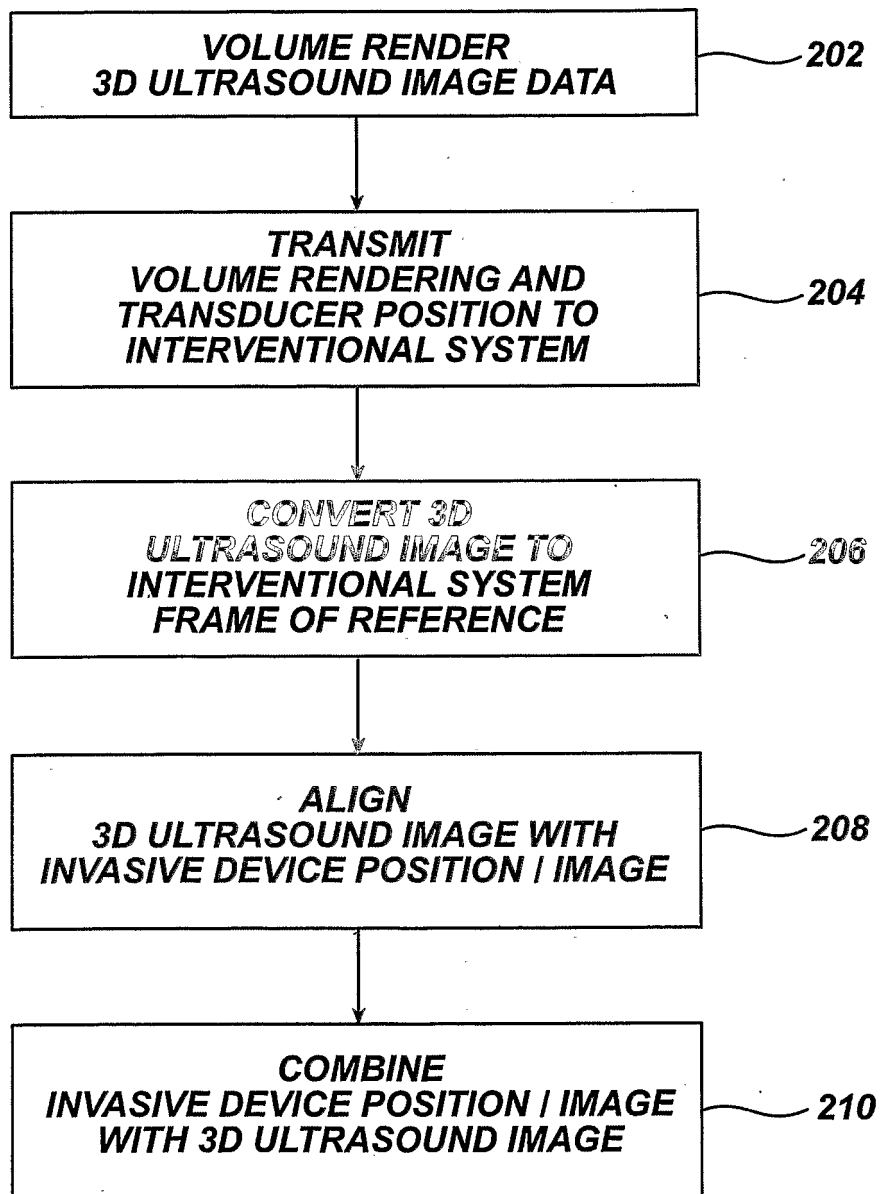 VOLUME RENDER
3D ULTRASOUND IMAGE DATA
202
TRANSMIT
VOLUME RENDERING AND
TRANSDUCER POSITION TO
INTERVENTIONAL SYSTEM
204
CONVERT 3D
ULTRASOUND IMAGE TO
INTERVENTIONAL SYSTEM
FRAME OF REFERENCE
206
ALIGN
3D ULTRASOUND IMAGE WITH
INVASIVE DEVICE POSITION / IMAGE
208
COMBINE
INVASIVE DEVICE POSITION / IMAGE
WITH 3D ULTRASOUND IMAGE
210